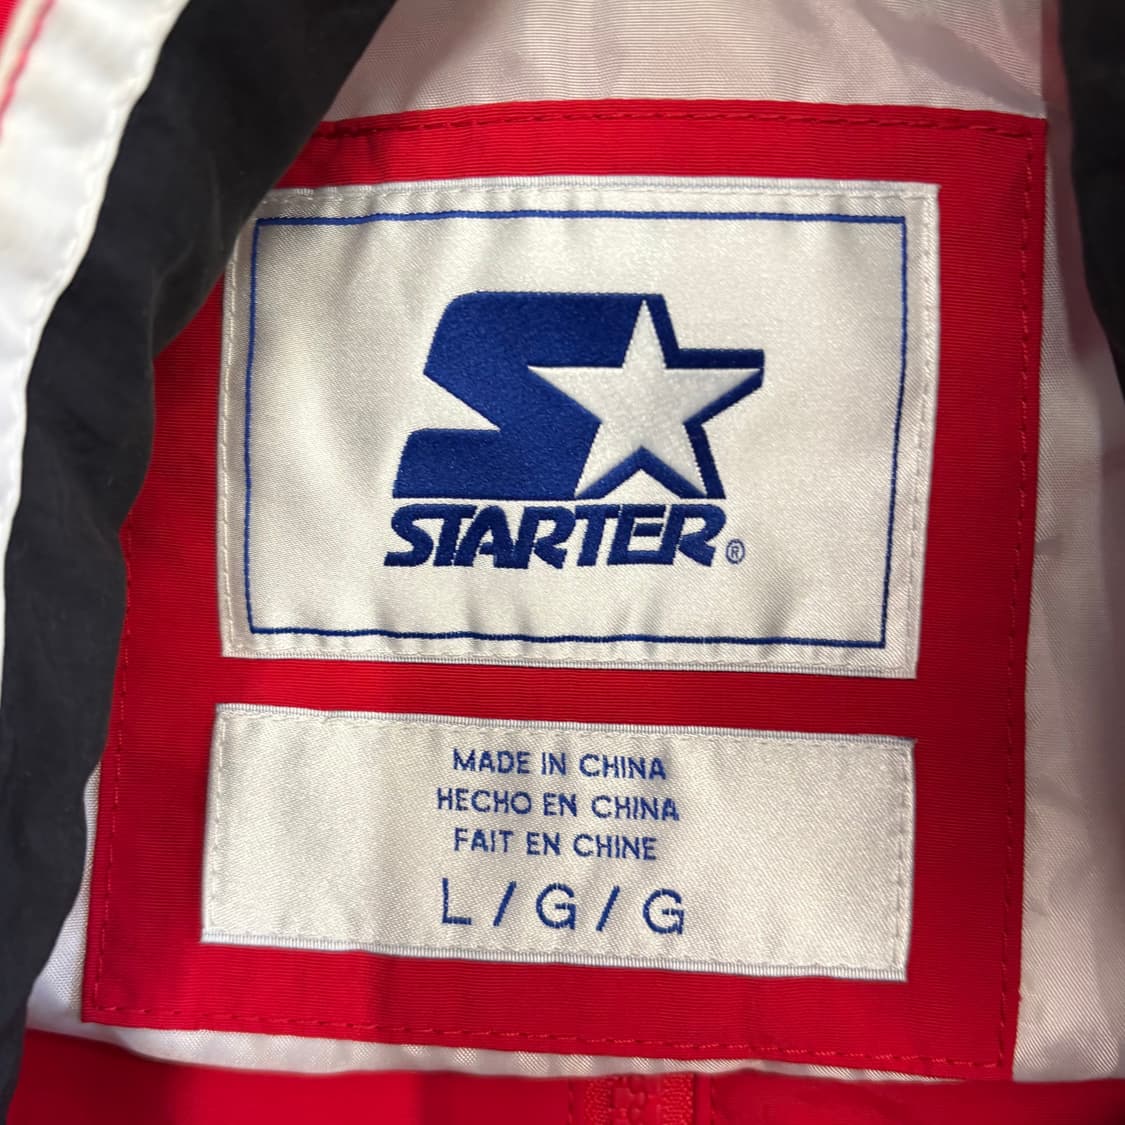 STARTER®
MADE IN CHINA
HECHO EN CHINA
FAIT EN CHINE
L / G / G